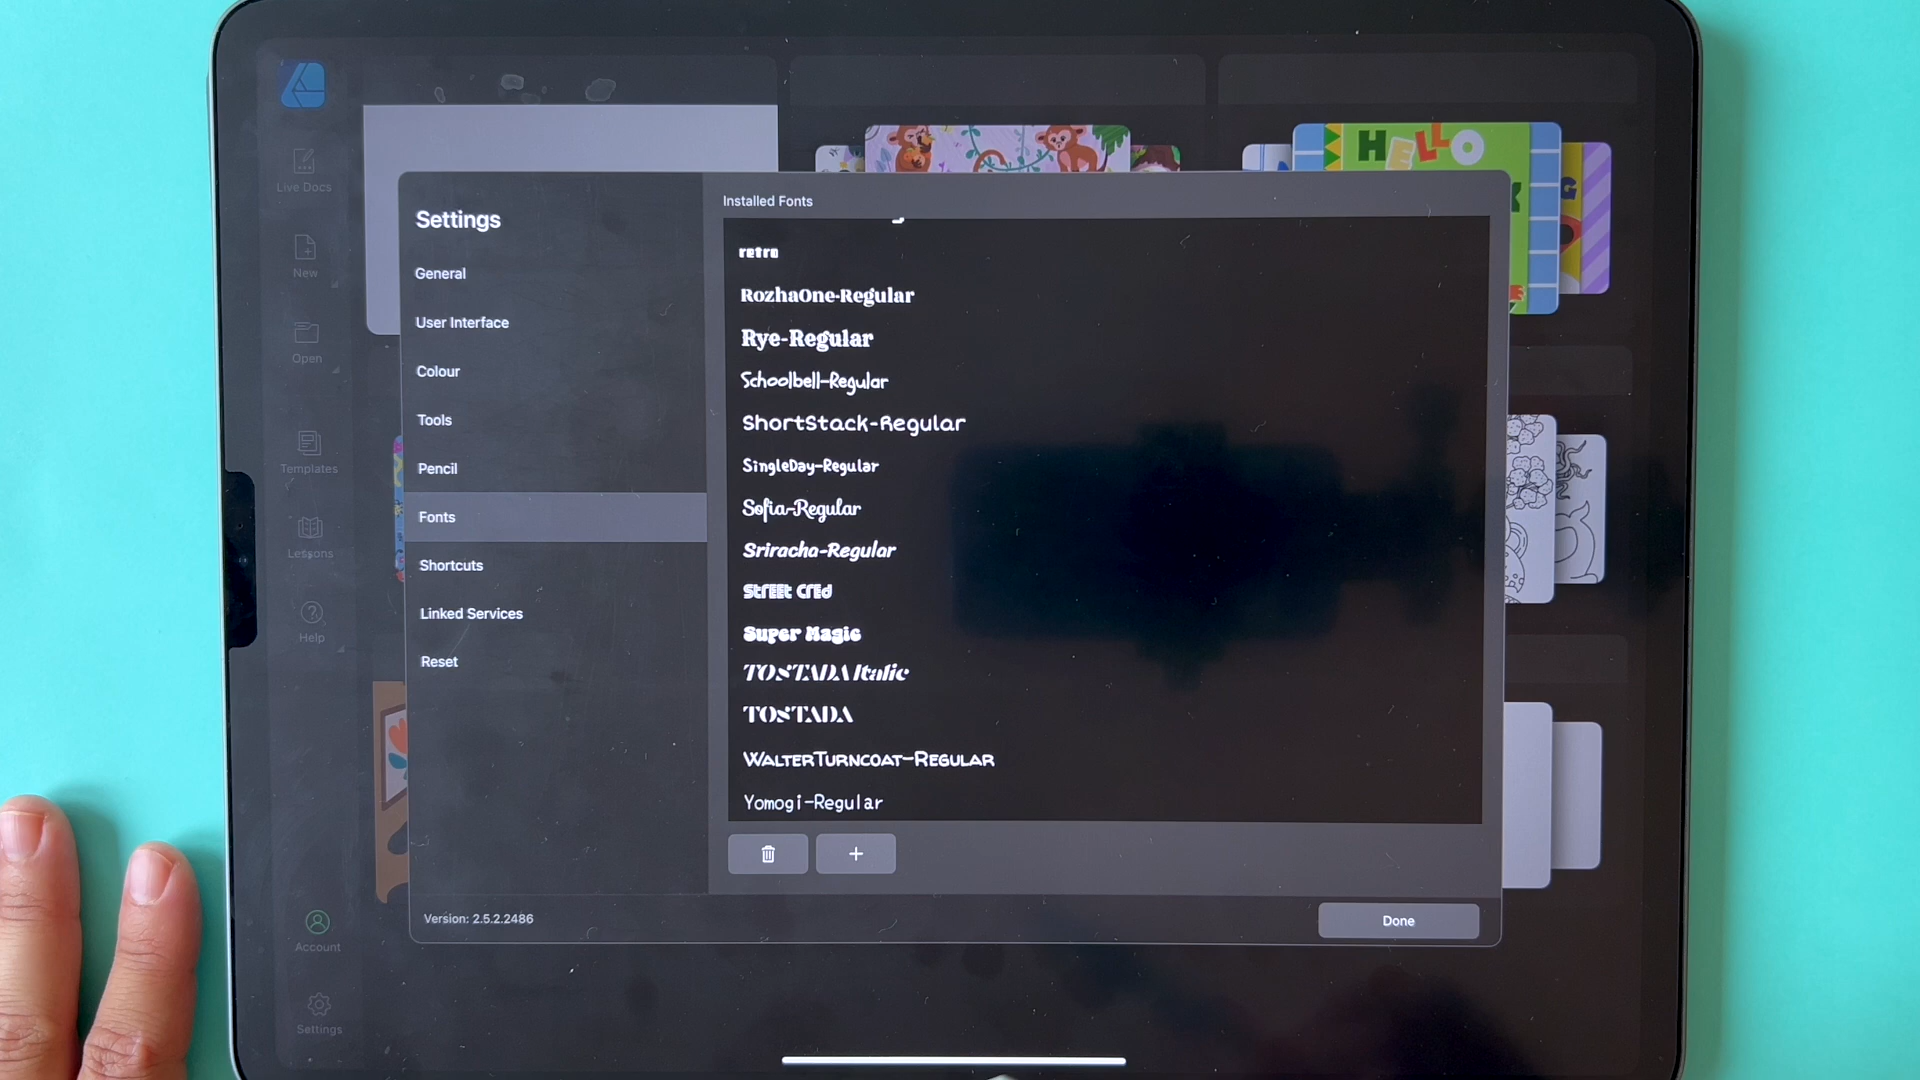 HELLO
Live Docs
New
Open
Templates
Lessons
Help
Account
Settings
Settings
General
User Interface
Colour
Tools
Pencil
Fonts
Shortcuts
Linked Services
Reset
Version: 2.5.2.2486
Installed Fonts
retro
RozhaOne-Regular
Rye-Regular
Schoolbell-Regular
ShortStack-Regular
SingleDay-Regular
Sofia-Regular
Sriracha-Regular
Street Cred
Super Magic
TOSTADA Italic
TOSTADA
WalterTurncoat-Regular
Yomogi-Regular
Done